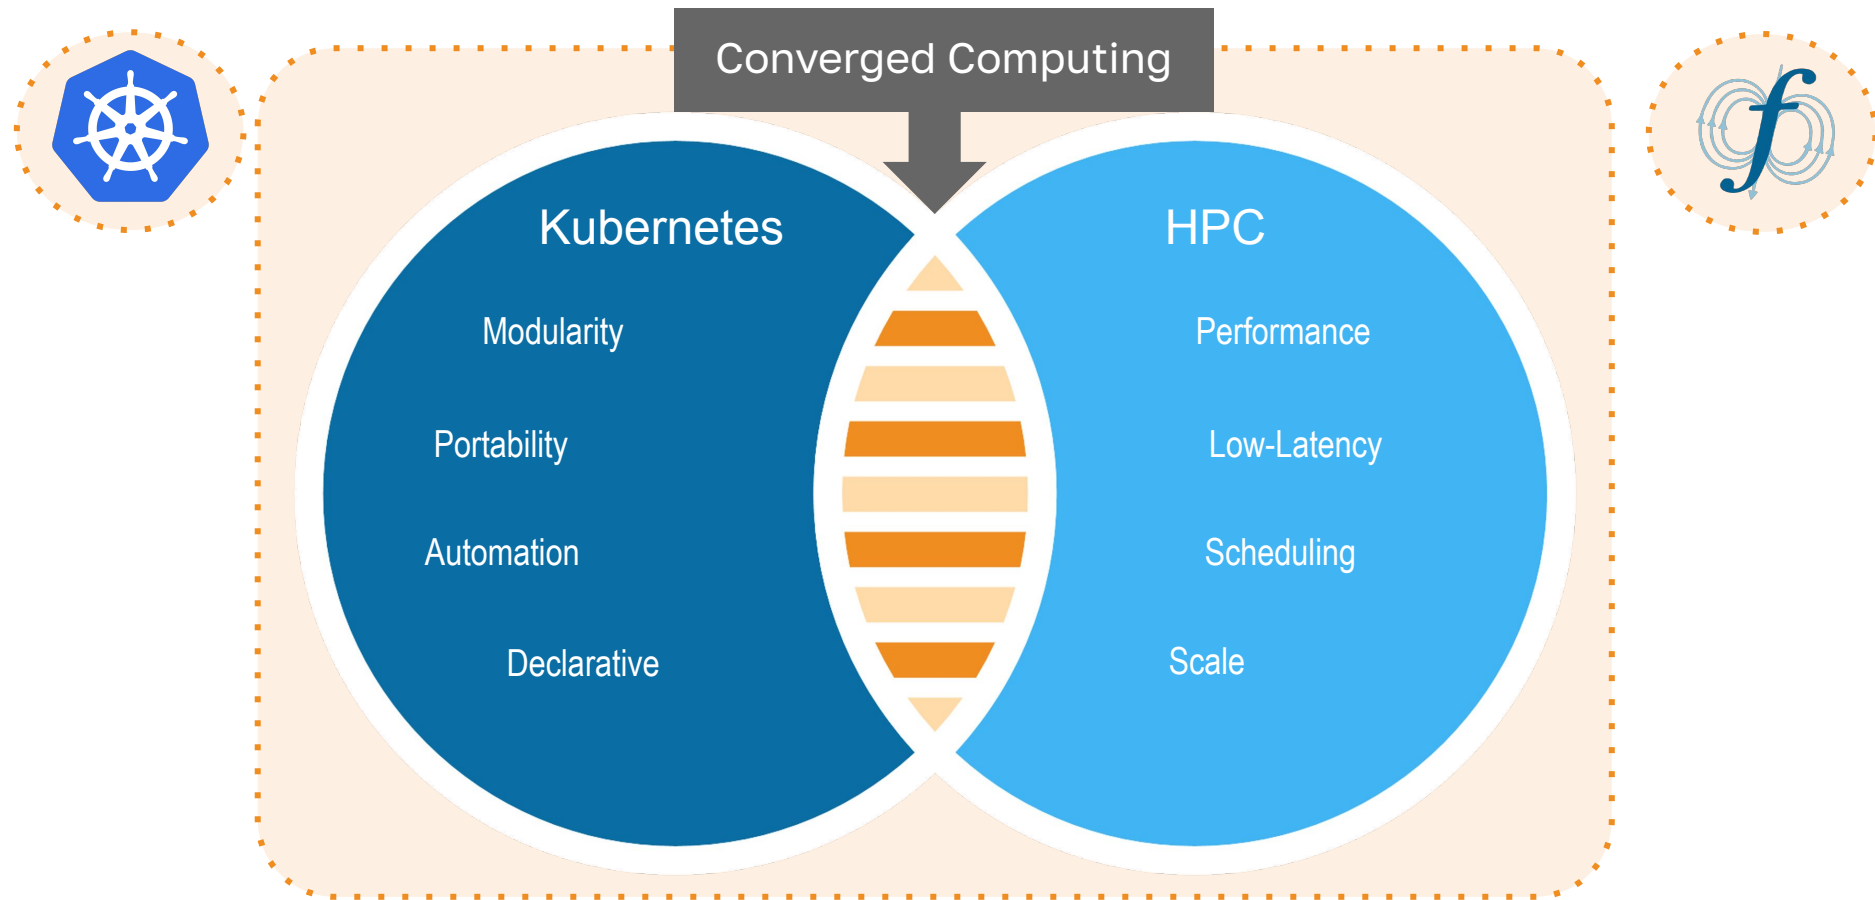 Converged Computing
Kubernetes
Modularity
Portability
Automation
Declarative
HPC
Performance
Low-Latency
Scheduling
Scale
f